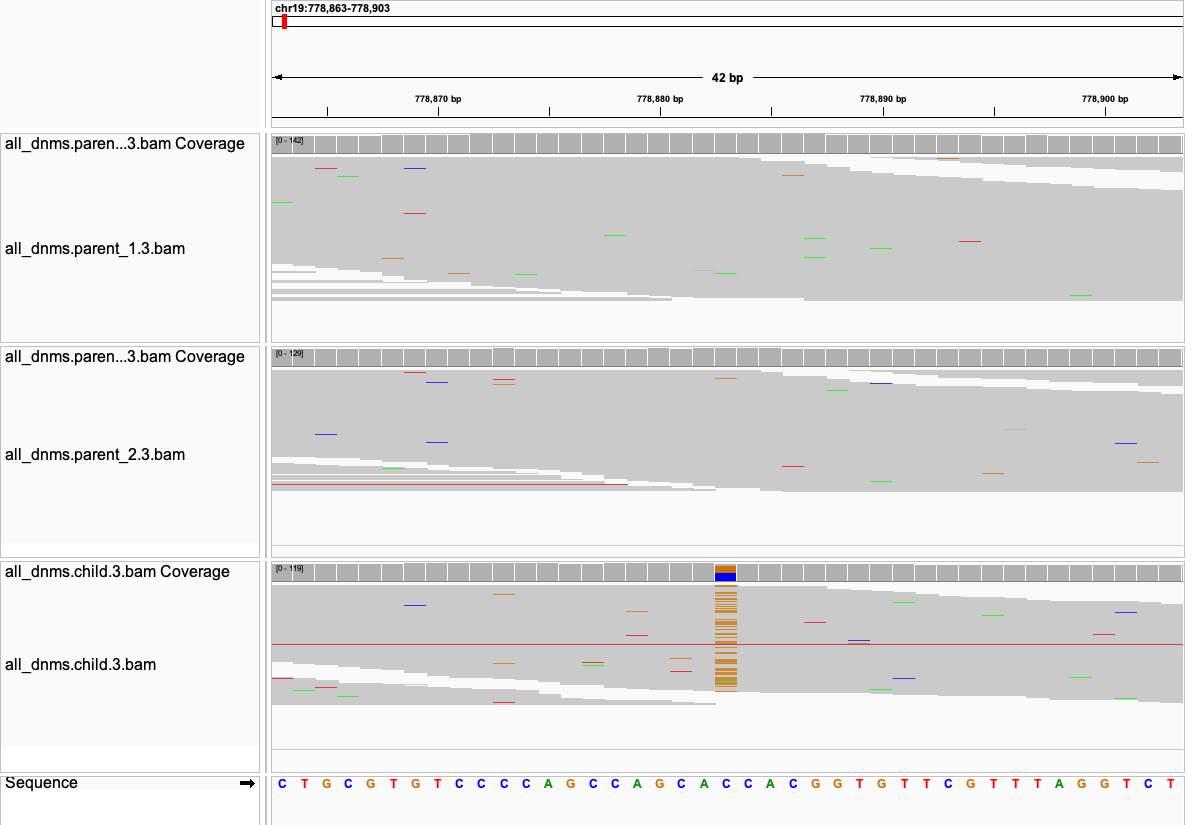 chr19:778,863-778,903
42 bp
778,870 bp 778,880 bp 778,890 bp 778,900 bp
all_dnms.paren...3.bam Coverage [0 - 142]
all_dnms.parent_1.3.bam
all_dnms.paren...3.bam Coverage [0 - 129]
all_dnms.parent_2.3.bam
all_dnms.child.3.bam Coverage [0 - 119]
all_dnms.child.3.bam
Sequence C T G C G T G T C C C C A G C C A G C A C C A C G G T G T T C G T T T A G G T C T